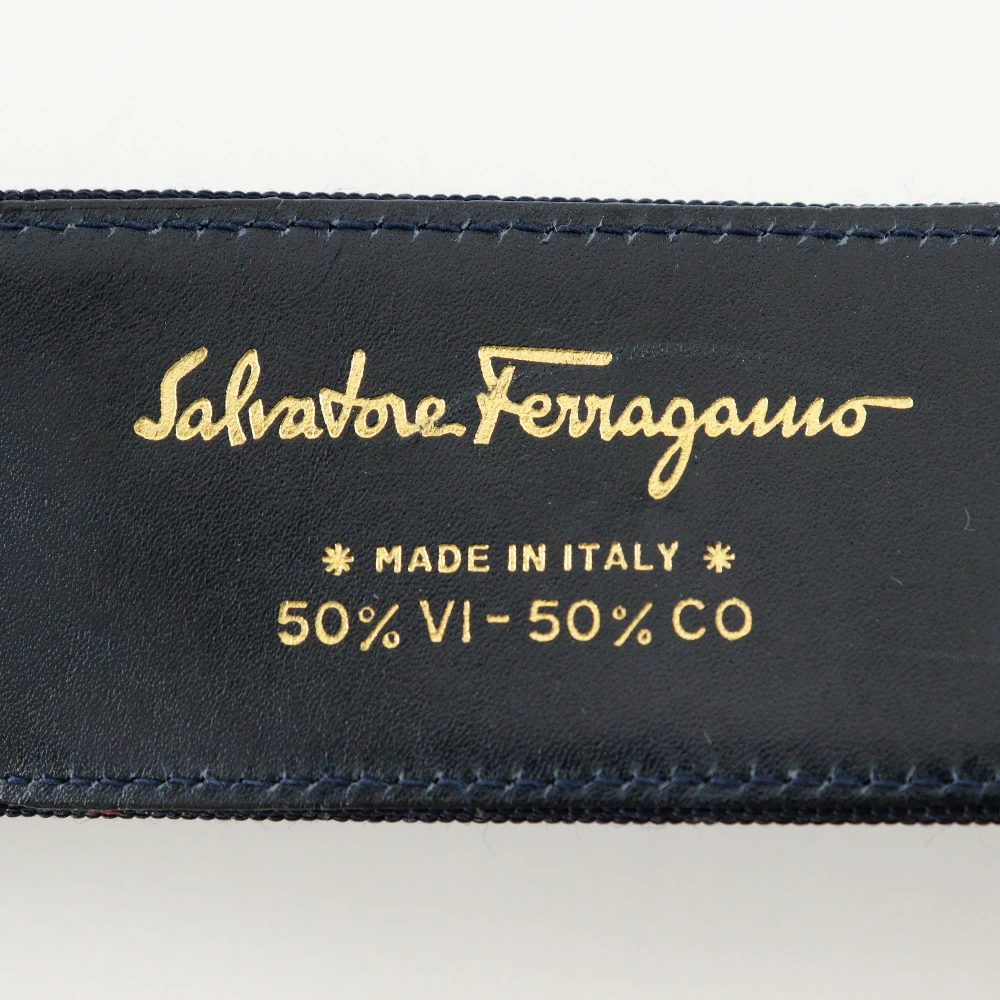 Salvatore Ferragamo
* MADE IN ITALY *
50% VI - 50% CO